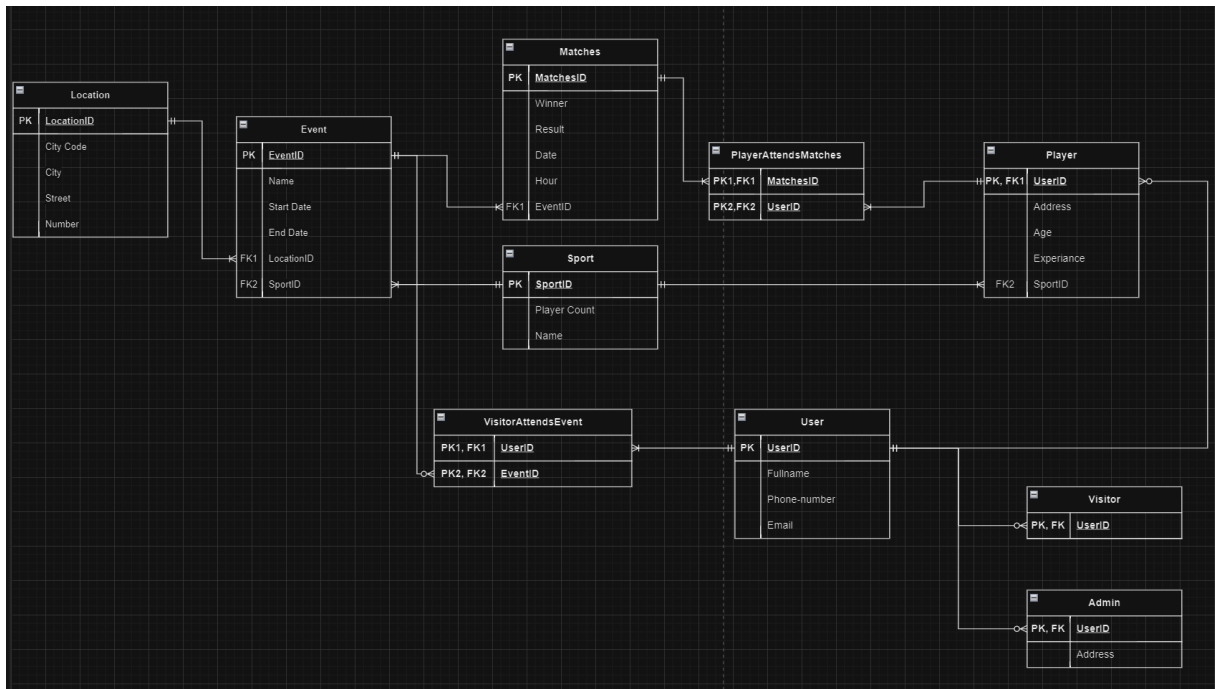 Location
PK LocationID
City Code
City
Street
Number
Event
PK EventID
Name
Start Date
End Date
FK1 LocationID
FK2 SportID
Matches
PK MatchesID
Winner
Result
Date
Hour
FK1 EventID
Sport
PK SportID
Player Count
Name
PlayerAttendsMatches
PK1,FK1 MatchesID
PK2,FK2 UserID
Player
PK, FK1 UserID
Address
Age
Experiance
FK2 SportID
VisitorAttendsEvent
PK1, FK1 UserID
PK2, FK2 EventID
User
PK UserID
Fullname
Phone-number
Email
Visitor
PK, FK UserID
Admin
PK, FK UserID
Address